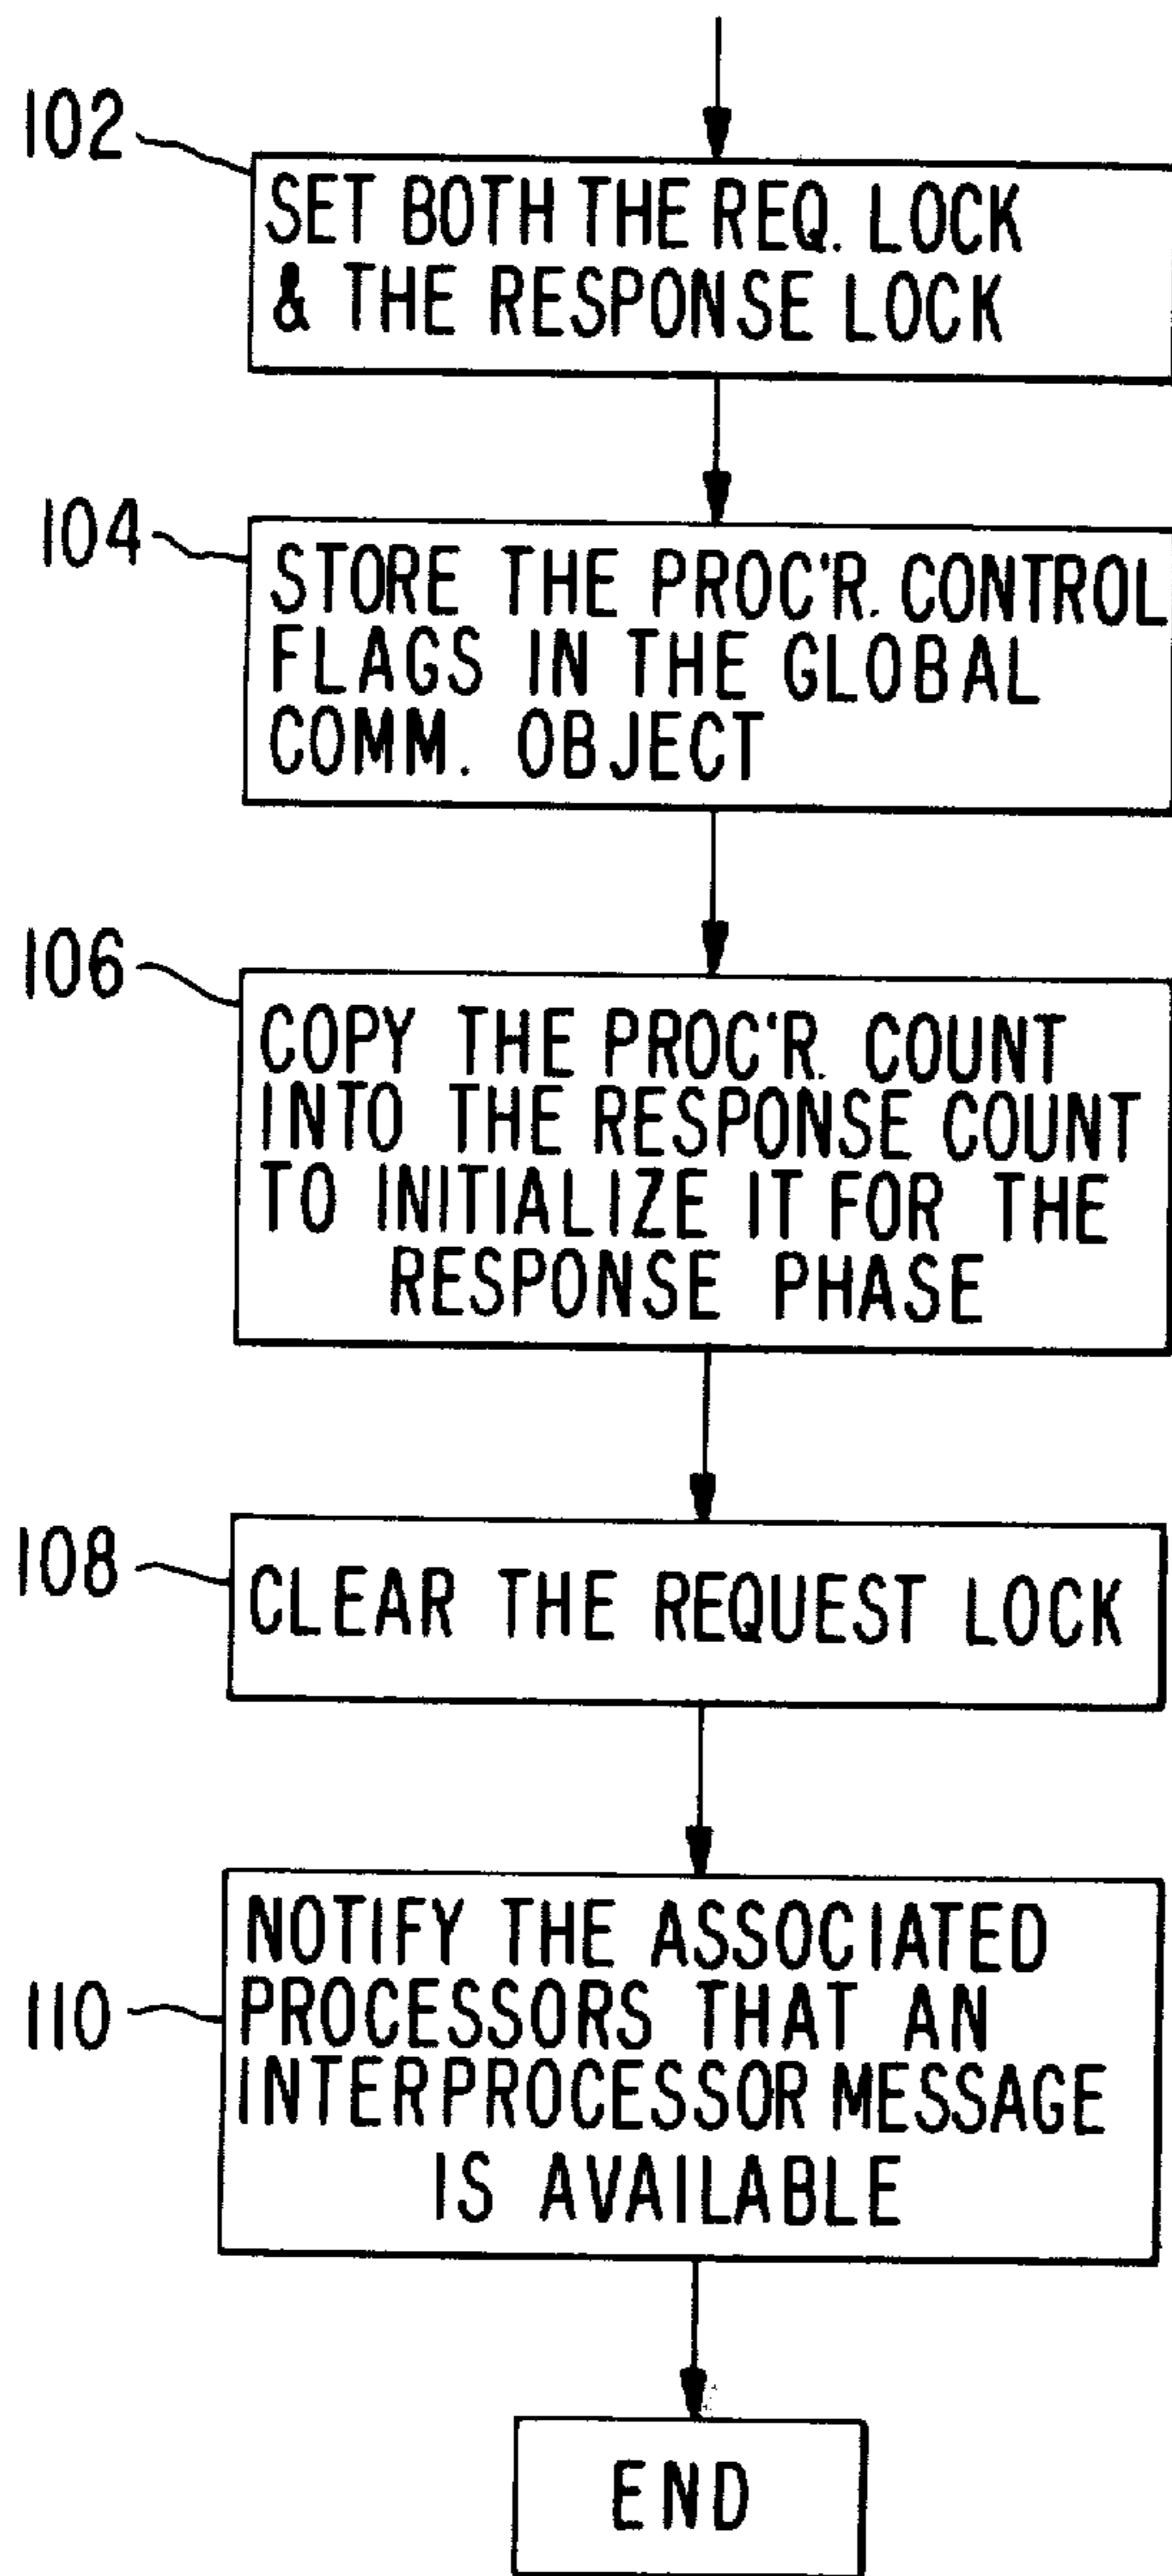 102
SET BOTH THE REQ. LOCK
& THE RESPONSE LOCK
104
STORE THE PROC'R. CONTROL
FLAGS IN THE GLOBAL
COMM. OBJECT
106
COPY THE PROC'R. COUNT
INTO THE RESPONSE COUNT
TO INITIALIZE IT FOR THE
RESPONSE PHASE
108
CLEAR THE REQUEST LOCK
110
NOTIFY THE ASSOCIATED
PROCESSORS THAT AN
INTERPROCESSOR MESSAGE
IS AVAILABLE
END